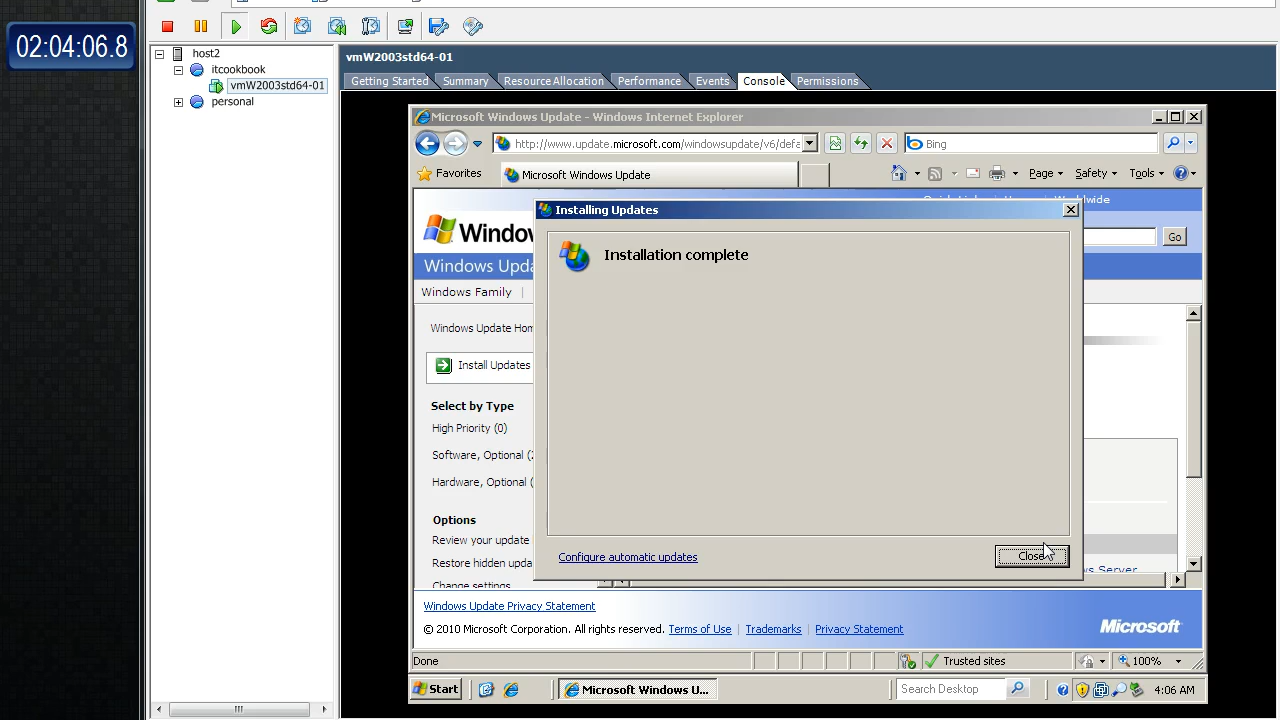 02:04:06.8
host2
itcookbook
vmW2003std64-01
personal
vmW2003std64-01
Getting Started
Summary
Resource Allocation
Performance
Events
Console
Permissions
Microsoft Windows Update - Windows Internet Explorer
http://www.update.microsoft.com/windowsupdate/v6/defa
Bing
Favorites
Microsoft Windows Update
Page
Safety
Tools
Installing Updates
Windo
Go
Windows Upda
Windows Family
Installation complete
Windows Update Hom
Install Updates
Select by Type
High Priority (0)
Software, Optional (
Hardware, Optional (
Options
Review your update
Restore hidden upda
Change settings
Configure automatic updates
Close
Windows Update Privacy Statement
© 2010 Microsoft Corporation. All rights reserved. Terms of Use | Trademarks | Privacy Statement
Microsoft
Done
Trusted sites
100%
Start
Microsoft Windows U...
Search Desktop
4:06 AM